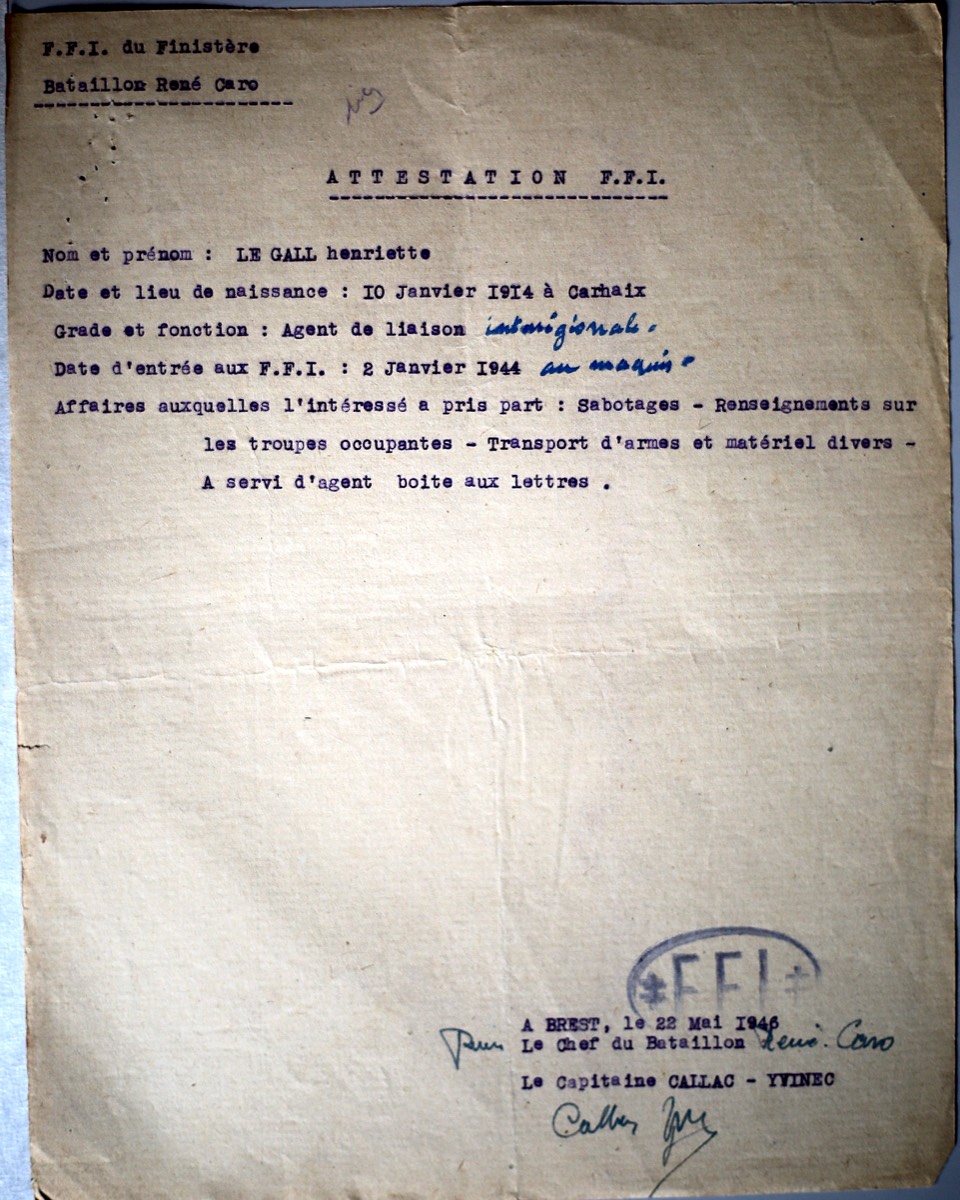 F.F.I. du Finistère
Bataillon René Caro
ATTESTATION F.F.I.
Nom et prénom : LE GALL henriette
Date et lieu de naissance : IO Janvier I9I4 à Carhaix
Grade et fonction : Agent de liaison interrégionale.
Date d'entrée aux F.F.I. : 2 Janvier I944 au maquis.
Affaires auxquelles l'intéressé a pris part : Sabotages - Renseignements sur
les troupes occupantes - Transport d'armes et matériel divers -
A servi d'agent boite aux lettres .
FFI
A BREST, le 22 Mai I946
Le Chef du Bataillon René. Caro
Le Capitaine CALLAC - YVINEC
Callac